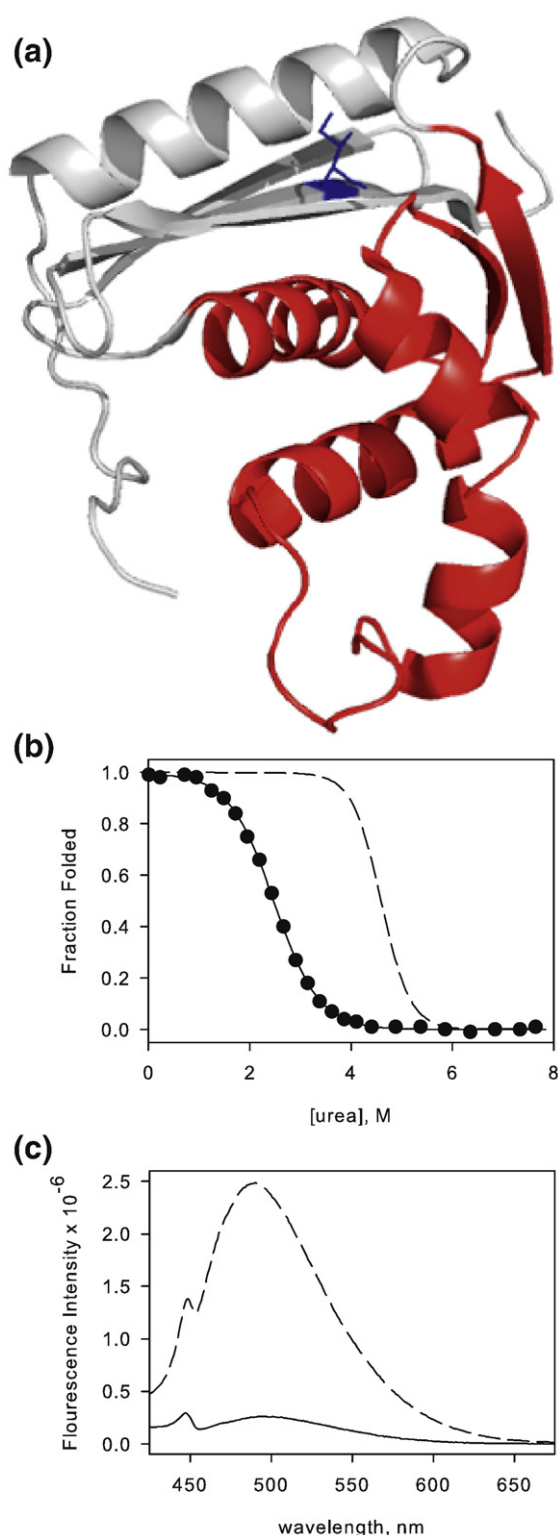 (a)
(b)
1.0
0.8
0.6
0.4
0.2
0.0
Fraction Folded
0 2 4 6 8
[urea], M
(c)
2.5
2.0
1.5
1.0
0.5
0.0
Flourescence Intensity x 10-6
450 500 550 600 650
wavelength, nm